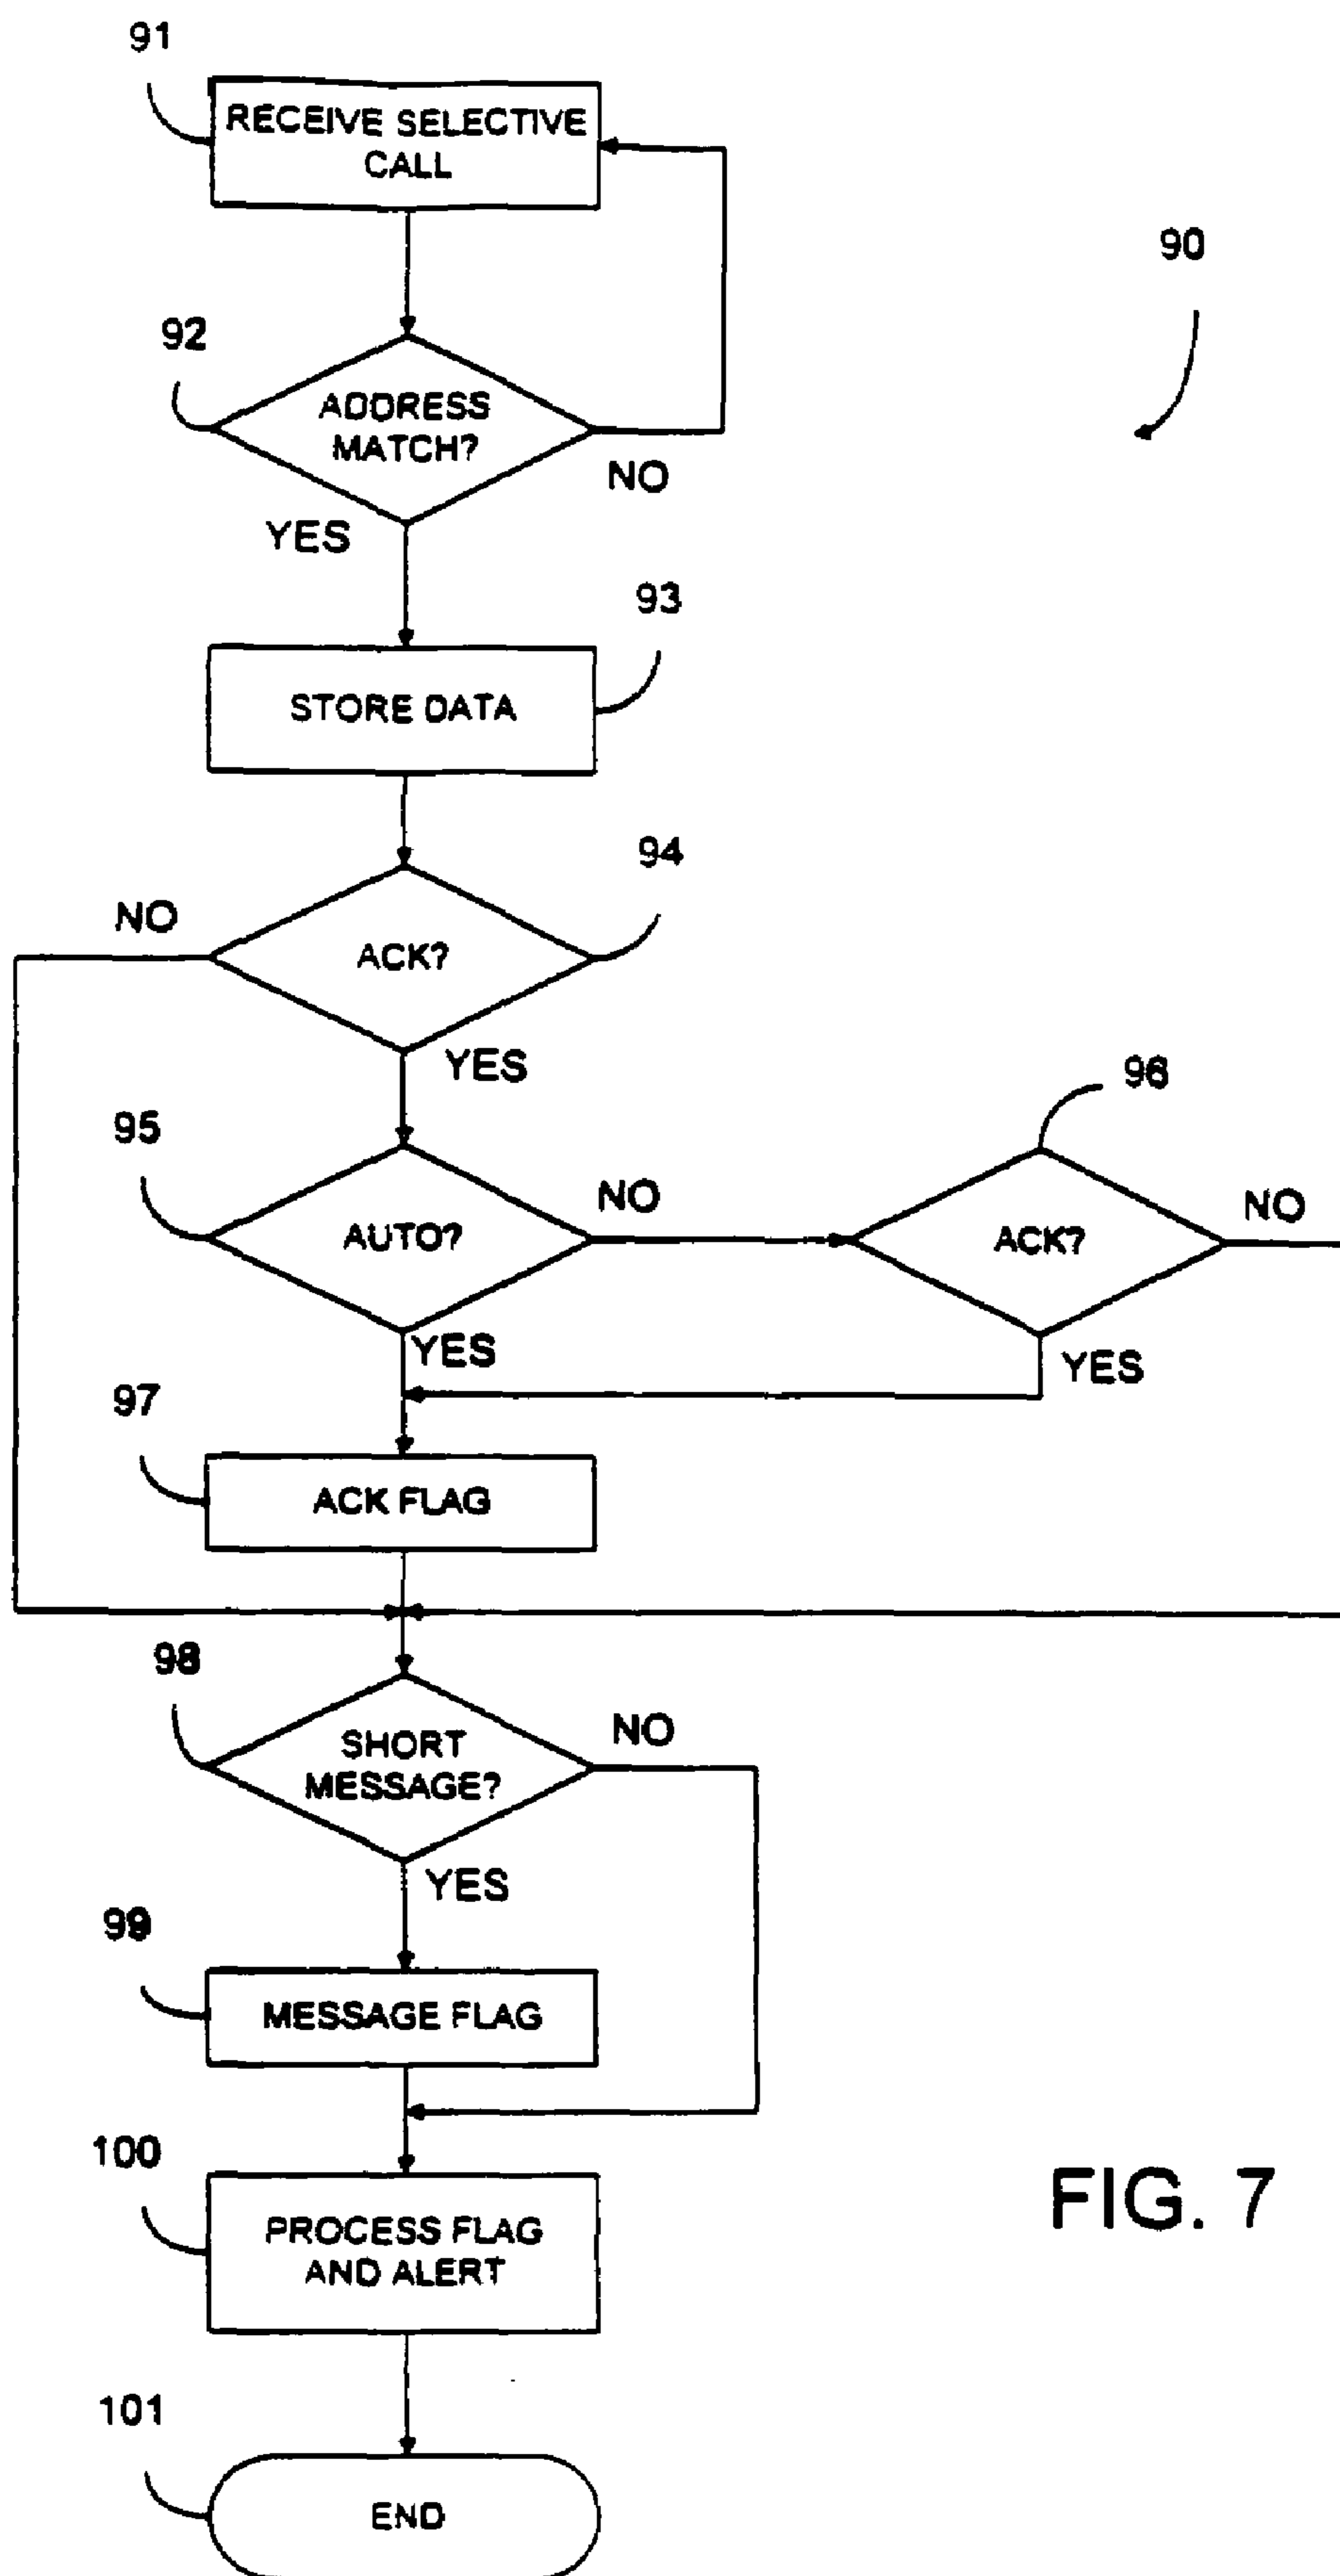 91
RECEIVE SELECTIVE
CALL
90
92
ADDRESS
MATCH?
NO
YES
93
STORE DATA
94
NO
ACK?
YES
96
95
NO
NO
AUTO?
ACK?
YES
YES
97
ACK FLAG
98
NO
SHORT
MESSAGE?
YES
99
MESSAGE FLAG
100
PROCESS FLAG
AND ALERT
FIG. 7
101
END